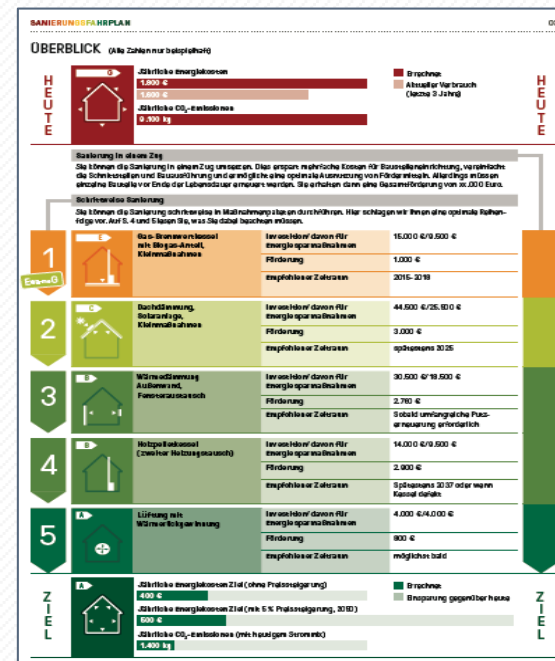 SANIERUNGSFAHRPLAN
ÜBERBLICK (Alle Zahlen nur beispielhaft)
HEUTE
G
Jährliche Energiekosten
1.800 €
1.500 €
Jährliche CO₂-Emissionen
9.100 kg
Errechnet
Aktueller Verbrauch
(letzte 3 Jahre)
HEUTE
Sanierung in einem Zug
Sie können die Sanierung in einem Zug umsetzen. Dies erspart mehrfache Kosten für Baustelleneinrichtung, vereinfacht
die Schnittstellen und Bauausführung und ermöglicht eine optimale Ausnutzung von Fördermitteln. Allerdings müssen
einzelne Bauteile vor Ende der Lebensdauer erneuert werden. Sie erhalten dann eine Gesamtförderung von xx.000 Euro.
Schrittweise Sanierung
Sie können die Sanierung schrittweise in Maßnahmenpaketen durchführen. Hier schlagen wir Ihnen eine optimale Reihen-
folge vor. Auf S. 4 und 5 lesen Sie, was Sie dabei beachten müssen.
1
E
Gas-Brennwertkessel
mit Biogas-Anteil,
Kleinmaßnahmen
Investition/davon für
Energiesparmaßnahmen
15.000 €/9.500 €
Förderung
1.000 €
Empfohlener Zeitraum
2015-2018
2
C
Dachdämmung,
Solaranlage,
Kleinmaßnahmen
Investition/davon für
Energiesparmaßnahmen
44.500 €/25.500 €
Förderung
3.000 €
Empfohlener Zeitraum
spätestens 2025
3
B
Wärmedämmung
Außenwand,
Fensteraustausch
Investition/davon für
Energiesparmaßnahmen
30.500 €/18.500 €
Förderung
2.750 €
Empfohlener Zeitraum
Sobald umfangreiche Putz-
erneuerung erforderlich
4
B
Holzpelletkessel
(zweiter Heizungstausch)
Investition/davon für
Energiesparmaßnahmen
14.000 €/9.500 €
Förderung
2.900 €
Empfohlener Zeitraum
Spätestens 2037 oder wenn
Kessel defekt
5
A
Lüftung mit
Wärmerückgewinnung
Investition/davon für
Energiesparmaßnahmen
4.000 €/4.000 €
Förderung
800 €
Empfohlener Zeitraum
möglichst bald
ZIEL
A
Jährliche Energiekosten Ziel (ohne Preissteigerung)
400 €
Jährliche Energiekosten Ziel (mit 5 % Preissteigerung, 2050)
500 €
Jährliche CO₂-Emissionen (mit heutigem Strommix)
1.400 kg
Errechnet
Einsparung gegenüber heute
ZIEL